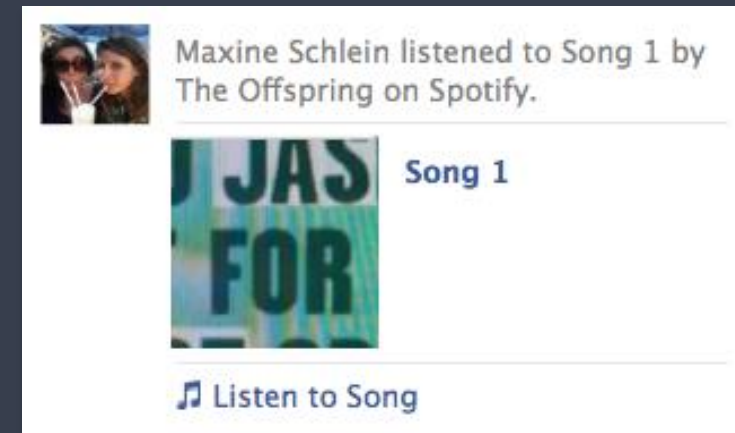 Maxine Schlein listened to Song 1 by
The Offspring on Spotify.
JAS
Song 1
FOR
Listen to Song